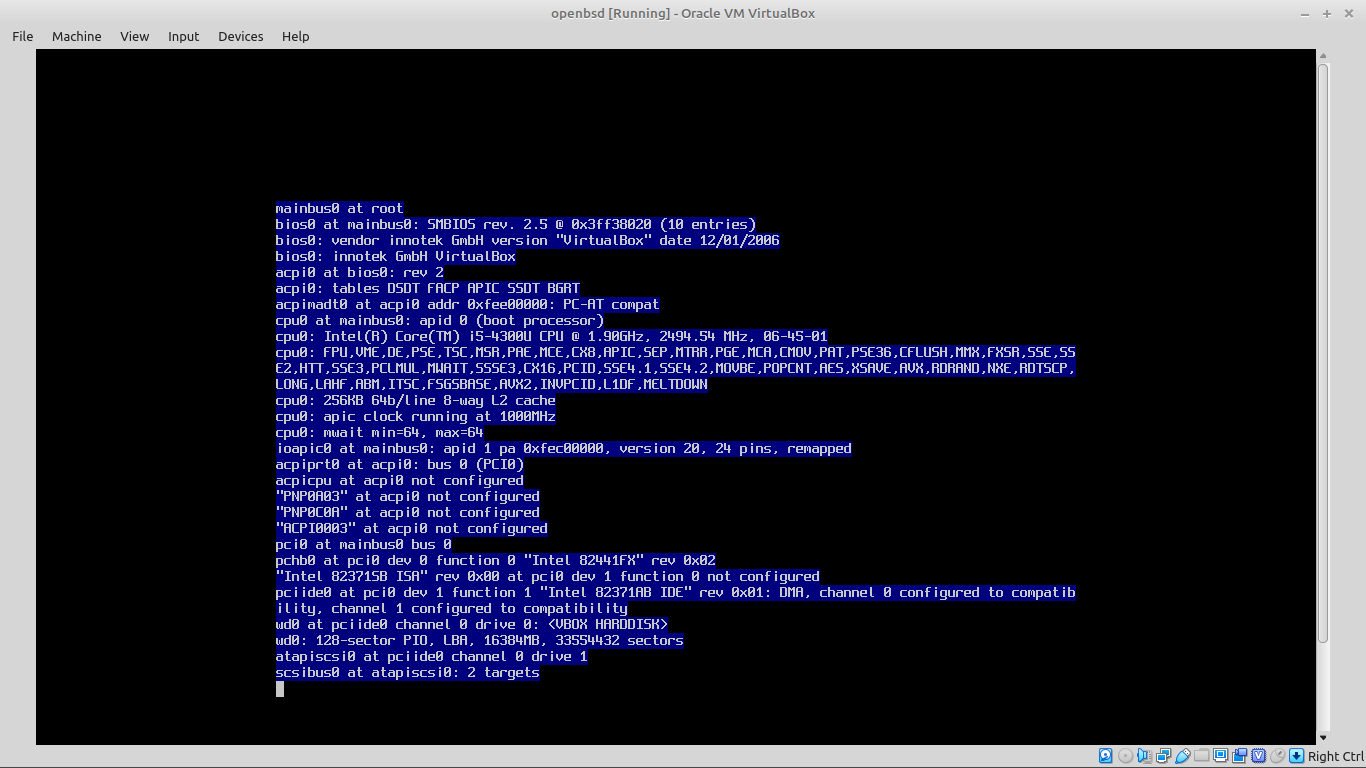 openbsd [Running] - Oracle VM VirtualBox
File Machine View Input Devices Help
mainbus0 at root
bios0 at mainbus0: SMBIOS rev. 2.5 @ 0x3ff38020 (10 entries)
bios0: vendor innotek GmbH version "VirtualBox" date 12/01/2006
bios0: innotek GmbH VirtualBox
acpi0 at bios0: rev 2
acpi0: tables DSDT FACP APIC SSDT BGRT
acpimadt0 at acpi0 addr 0xfee00000: PC-AT compat
cpu0 at mainbus0: apid 0 (boot processor)
cpu0: Intel(R) Core(TM) i5-4300U CPU @ 1.90GHz, 2494.54 MHz, 06-45-01
cpu0: FPU,VME,DE,PSE,TSC,MSR,PAE,MCE,CX8,APIC,SEP,MTRR,PGE,MCA,CMOV,PAT,PSE36,CFLUSH,MMX,FXSR,SSE,SS
E2,HTT,SSE3,PCLMUL,MWAIT,SSSE3,CX16,PCID,SSE4.1,SSE4.2,MOVBE,POPCNT,AES,XSAVE,AVX,RDRAND,NXE,RDTSCP,
LONG,LAHF,ABM,ITSC,FSGSBASE,AVX2,INVPCID,L1DF,MELTDOWN
cpu0: 256KB 64b/line 8-way L2 cache
cpu0: apic clock running at 1000MHz
cpu0: mwait min=64, max=64
ioapic0 at mainbus0: apid 1 pa 0xfec00000, version 20, 24 pins, remapped
acpiprt0 at acpi0: bus 0 (PCI0)
acpicpu at acpi0 not configured
"PNP0A03" at acpi0 not configured
"PNP0C0A" at acpi0 not configured
"ACPI0003" at acpi0 not configured
pci0 at mainbus0 bus 0
pchb0 at pci0 dev 0 function 0 "Intel 82441FX" rev 0x02
"Intel 82371SB ISA" rev 0x00 at pci0 dev 1 function 0 not configured
pciide0 at pci0 dev 1 function 1 "Intel 82371AB IDE" rev 0x01: DMA, channel 0 configured to compatib
ility, channel 1 configured to compatibility
wd0 at pciide0 channel 0 drive 0: <VBOX HARDDISK>
wd0: 128-sector PIO, LBA, 16384MB, 33554432 sectors
atapiscsi0 at pciide0 channel 0 drive 1
scsibus0 at atapiscsi0: 2 targets
Right Ctrl